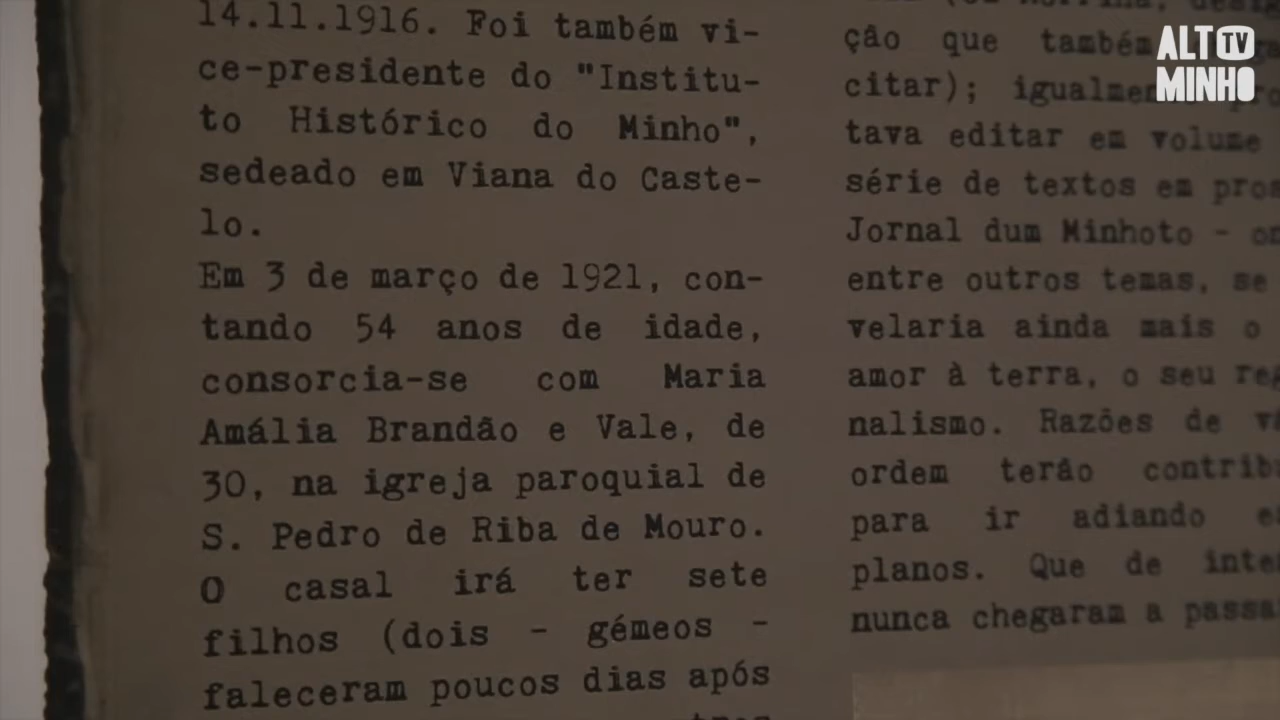 14.11.1916. Foi também vi-
ce-presidente do "Institu-
to Histórico do Minho",
sedeado em Viana do Caste-
lo.
Em 3 de março de 1921, con-
tando 54 anos de idade,
consorcia-se com Maria
Amália Brandão e Vale, de
30, na igreja paroquial de
S. Pedro de Riba de Mouro.
O casal irá ter sete
filhos (dois - gémeos -
faleceram poucos dias após
ção que também
citar); igualmen
tava editar em volume
série de textos em pros
Jornal dum Minhoto - on
entre outros temas, se
velaria ainda mais o
amor à terra, o seu reg
nalismo. Razões de vá
ordem terão contrib
para ir adiando e
planos. Que de inte
nunca chegaram a passa
ALTO TV
MINHO